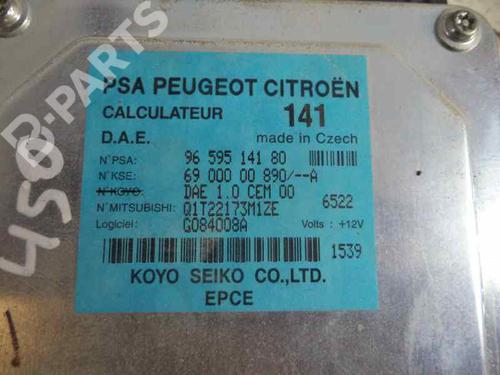 PSA PEUGEOT CITROËN
CALCULATEUR 141
D.A.E. made in Czech
N°PSA: 96 595 141 80
N°KSE: 69 000 00 890/--A
N°KOYO: DAE 1.0 CEM 00 6522
N°MITSUBISHI: Q1T22173M1ZE
Logiciel: G084008A Volts : +12V
1539
KOYO SEIKO CO.,LTD.
EPCE
B-PARTS
450